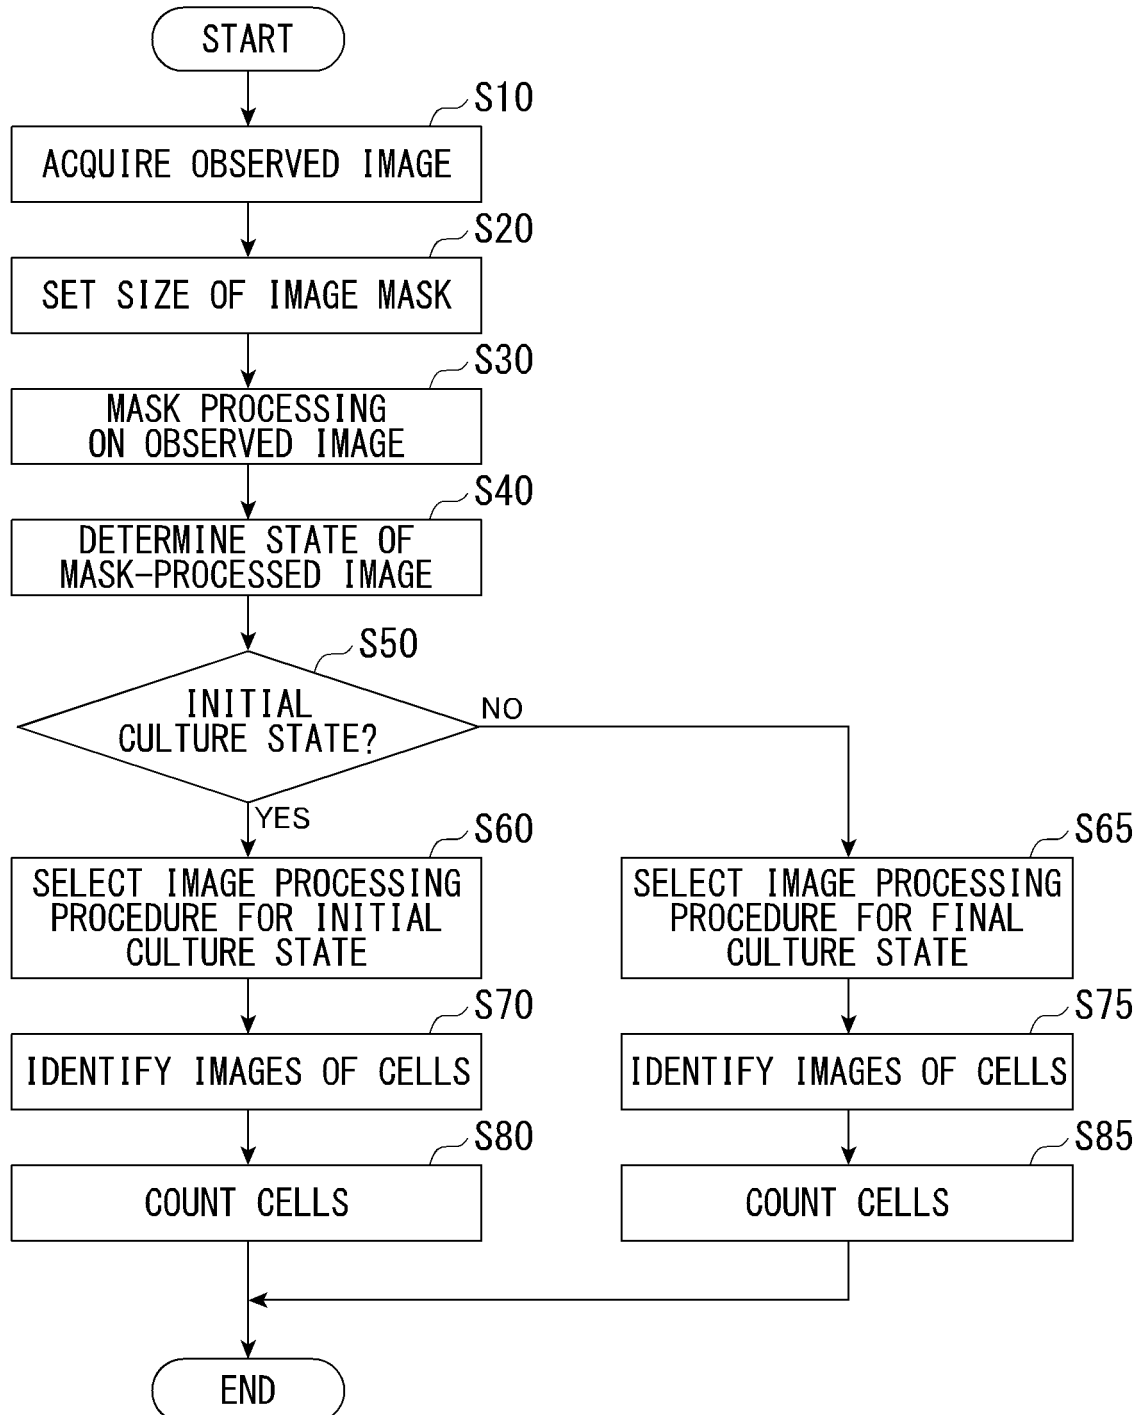 START
S10
ACQUIRE OBSERVED IMAGE
S20
SET SIZE OF IMAGE MASK
S30
MASK PROCESSING
ON OBSERVED IMAGE
S40
DETERMINE STATE OF
MASK-PROCESSED IMAGE
S50
INITIAL
CULTURE STATE?
NO
YES
S60
SELECT IMAGE PROCESSING
PROCEDURE FOR INITIAL
CULTURE STATE
S65
SELECT IMAGE PROCESSING
PROCEDURE FOR FINAL
CULTURE STATE
S70
IDENTIFY IMAGES OF CELLS
S75
IDENTIFY IMAGES OF CELLS
S80
COUNT CELLS
S85
COUNT CELLS
END